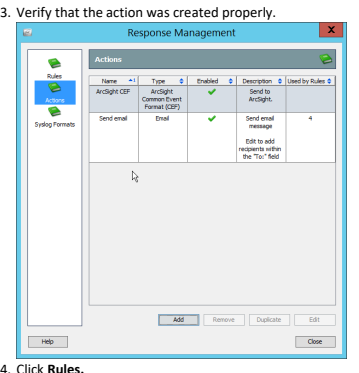 3. Verify that the action was created properly.
Response Management
X
Rules
Actions
Syslog Formats
Actions
Name Type Enabled Description Used by Rules
ArcSight CEF
ArcSight
Common Event
Format (CEF)
Send to
ArcSight.
Send email
Email
Send email
message
Edit to add
recipients within
the "To:" field
4
Add Remove Duplicate Edit
Help Close
4. Click Rules.